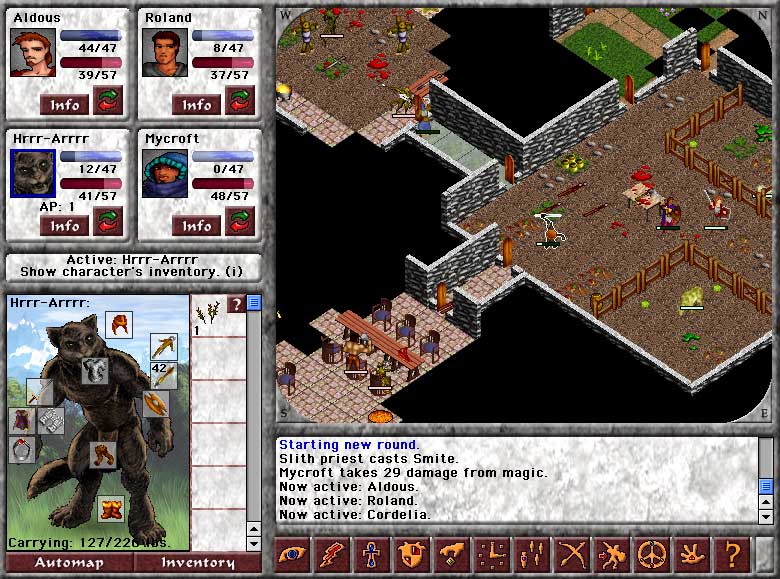 Aldous
44/47
39/57
Info
Roland
8/47
37/57
Info
Hrrr-Arrrr
12/47
41/57
AP: 1
Info
Mycroft
0/47
48/57
Info
Active: Hrrr-Arrrr
Show character's inventory. (i)
Hrrr-Arrrr:
?
1
42
Carrying: 127/226 lbs.
Automap
Inventory
W
N
S
E
Starting new round.
Slith priest casts Smite.
Mycroft takes 29 damage from magic.
Now active: Aldous.
Now active: Roland.
Now active: Cordelia.
?